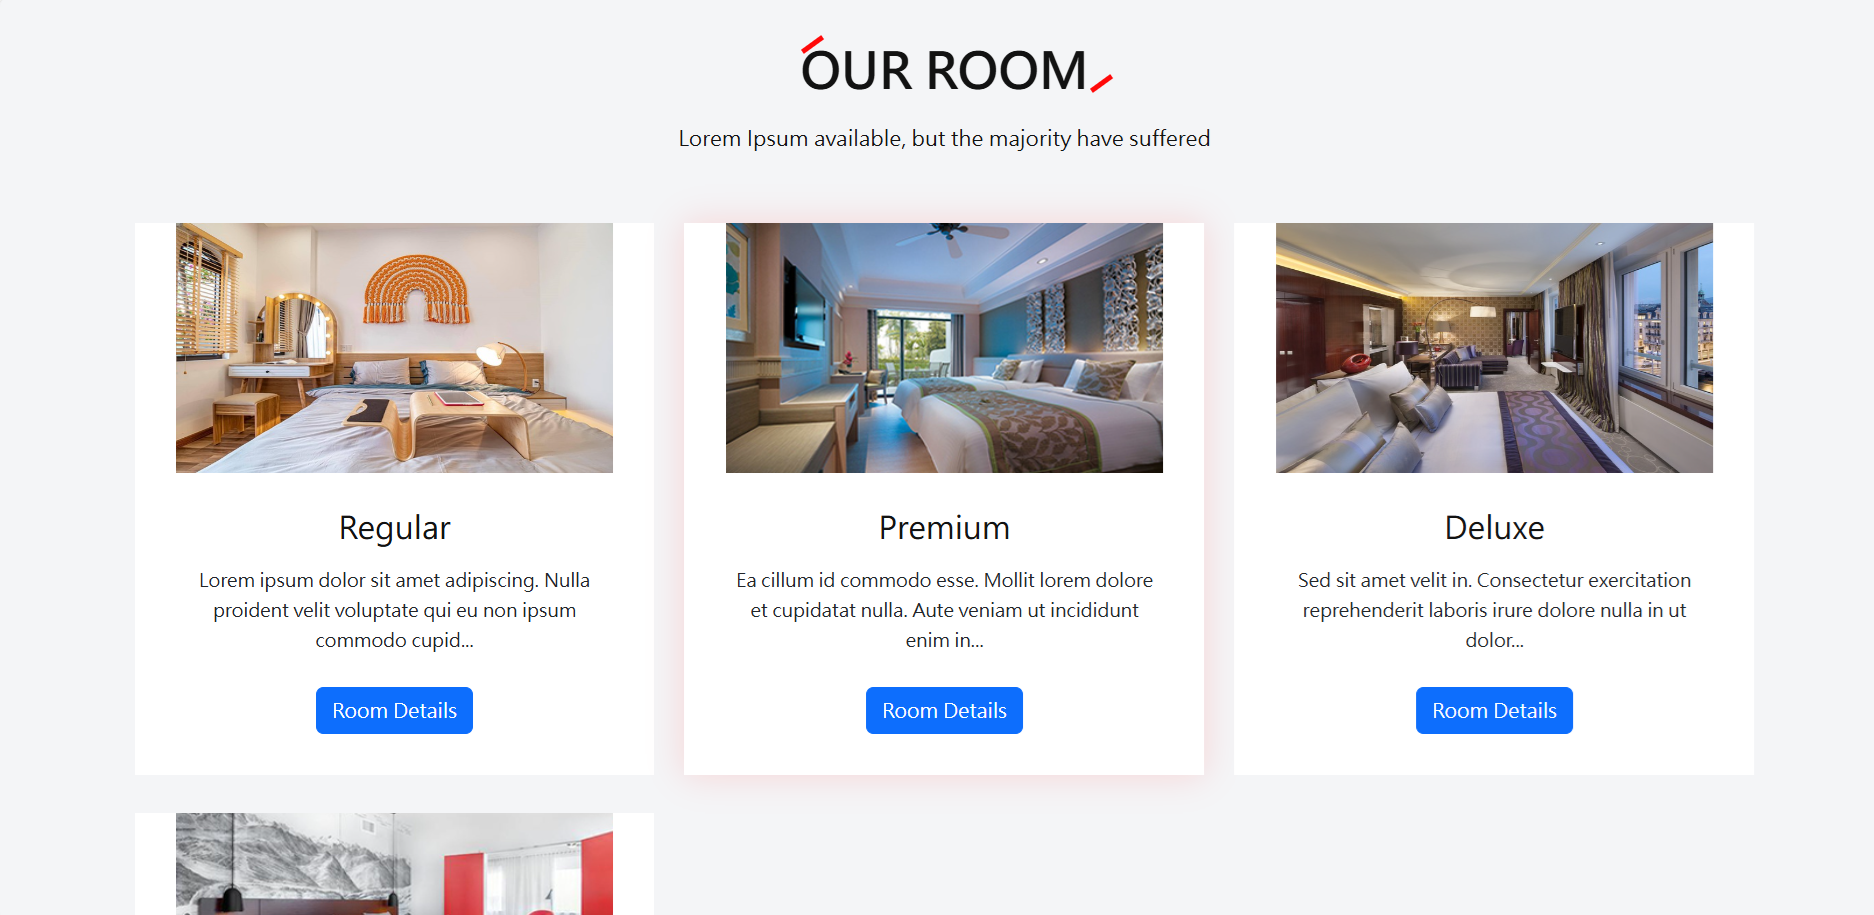 OUR ROOM
Lorem Ipsum available, but the majority have suffered
Regular
Lorem ipsum dolor sit amet adipiscing. Nulla
proident velit voluptate qui eu non ipsum
commodo cupid...
Room Details
Premium
Ea cillum id commodo esse. Mollit lorem dolore
et cupidatat nulla. Aute veniam ut incididunt
enim in...
Room Details
Deluxe
Sed sit amet velit in. Consectetur exercitation
reprehenderit laboris irure dolore nulla in ut
dolor...
Room Details